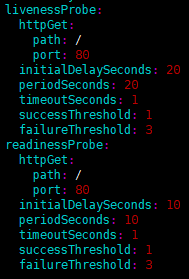 livenessProbe:
  httpGet:
    path: /
    port: 80
  initialDelaySeconds: 20
  periodSeconds: 20
  timeoutSeconds: 1
  successThreshold: 1
  failureThreshold: 3
readinessProbe:
  httpGet:
    path: /
    port: 80
  initialDelaySeconds: 10
  periodSeconds: 10
  timeoutSeconds: 1
  successThreshold: 1
  failureThreshold: 3